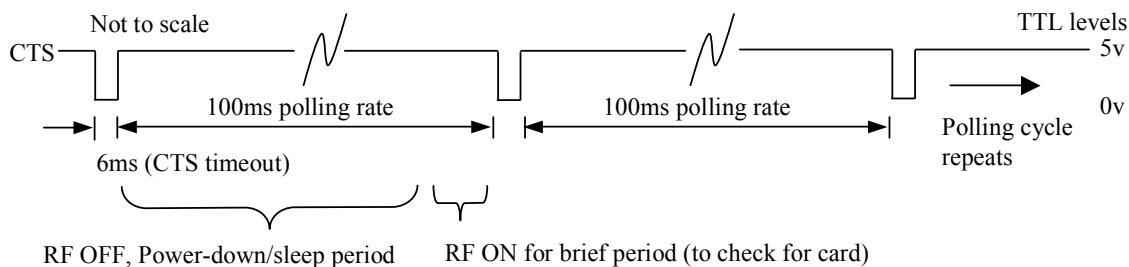 Not to scale
TTL levels
CTS
5v
100ms polling rate
100ms polling rate
0v
Polling cycle
repeats
6ms (CTS timeout)
RF OFF, Power-down/sleep period
RF ON for brief period (to check for card)